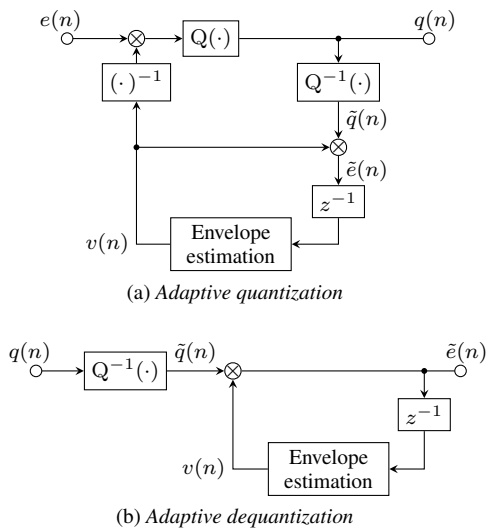 e(n)
Q(·)
q(n)
(·)⁻¹
Q⁻¹(·)
q̃(n)
ẽ(n)
z⁻¹
v(n)
Envelope
estimation
(a) Adaptive quantization
q(n)
Q⁻¹(·)
q̃(n)
ẽ(n)
z⁻¹
v(n)
Envelope
estimation
(b) Adaptive dequantization